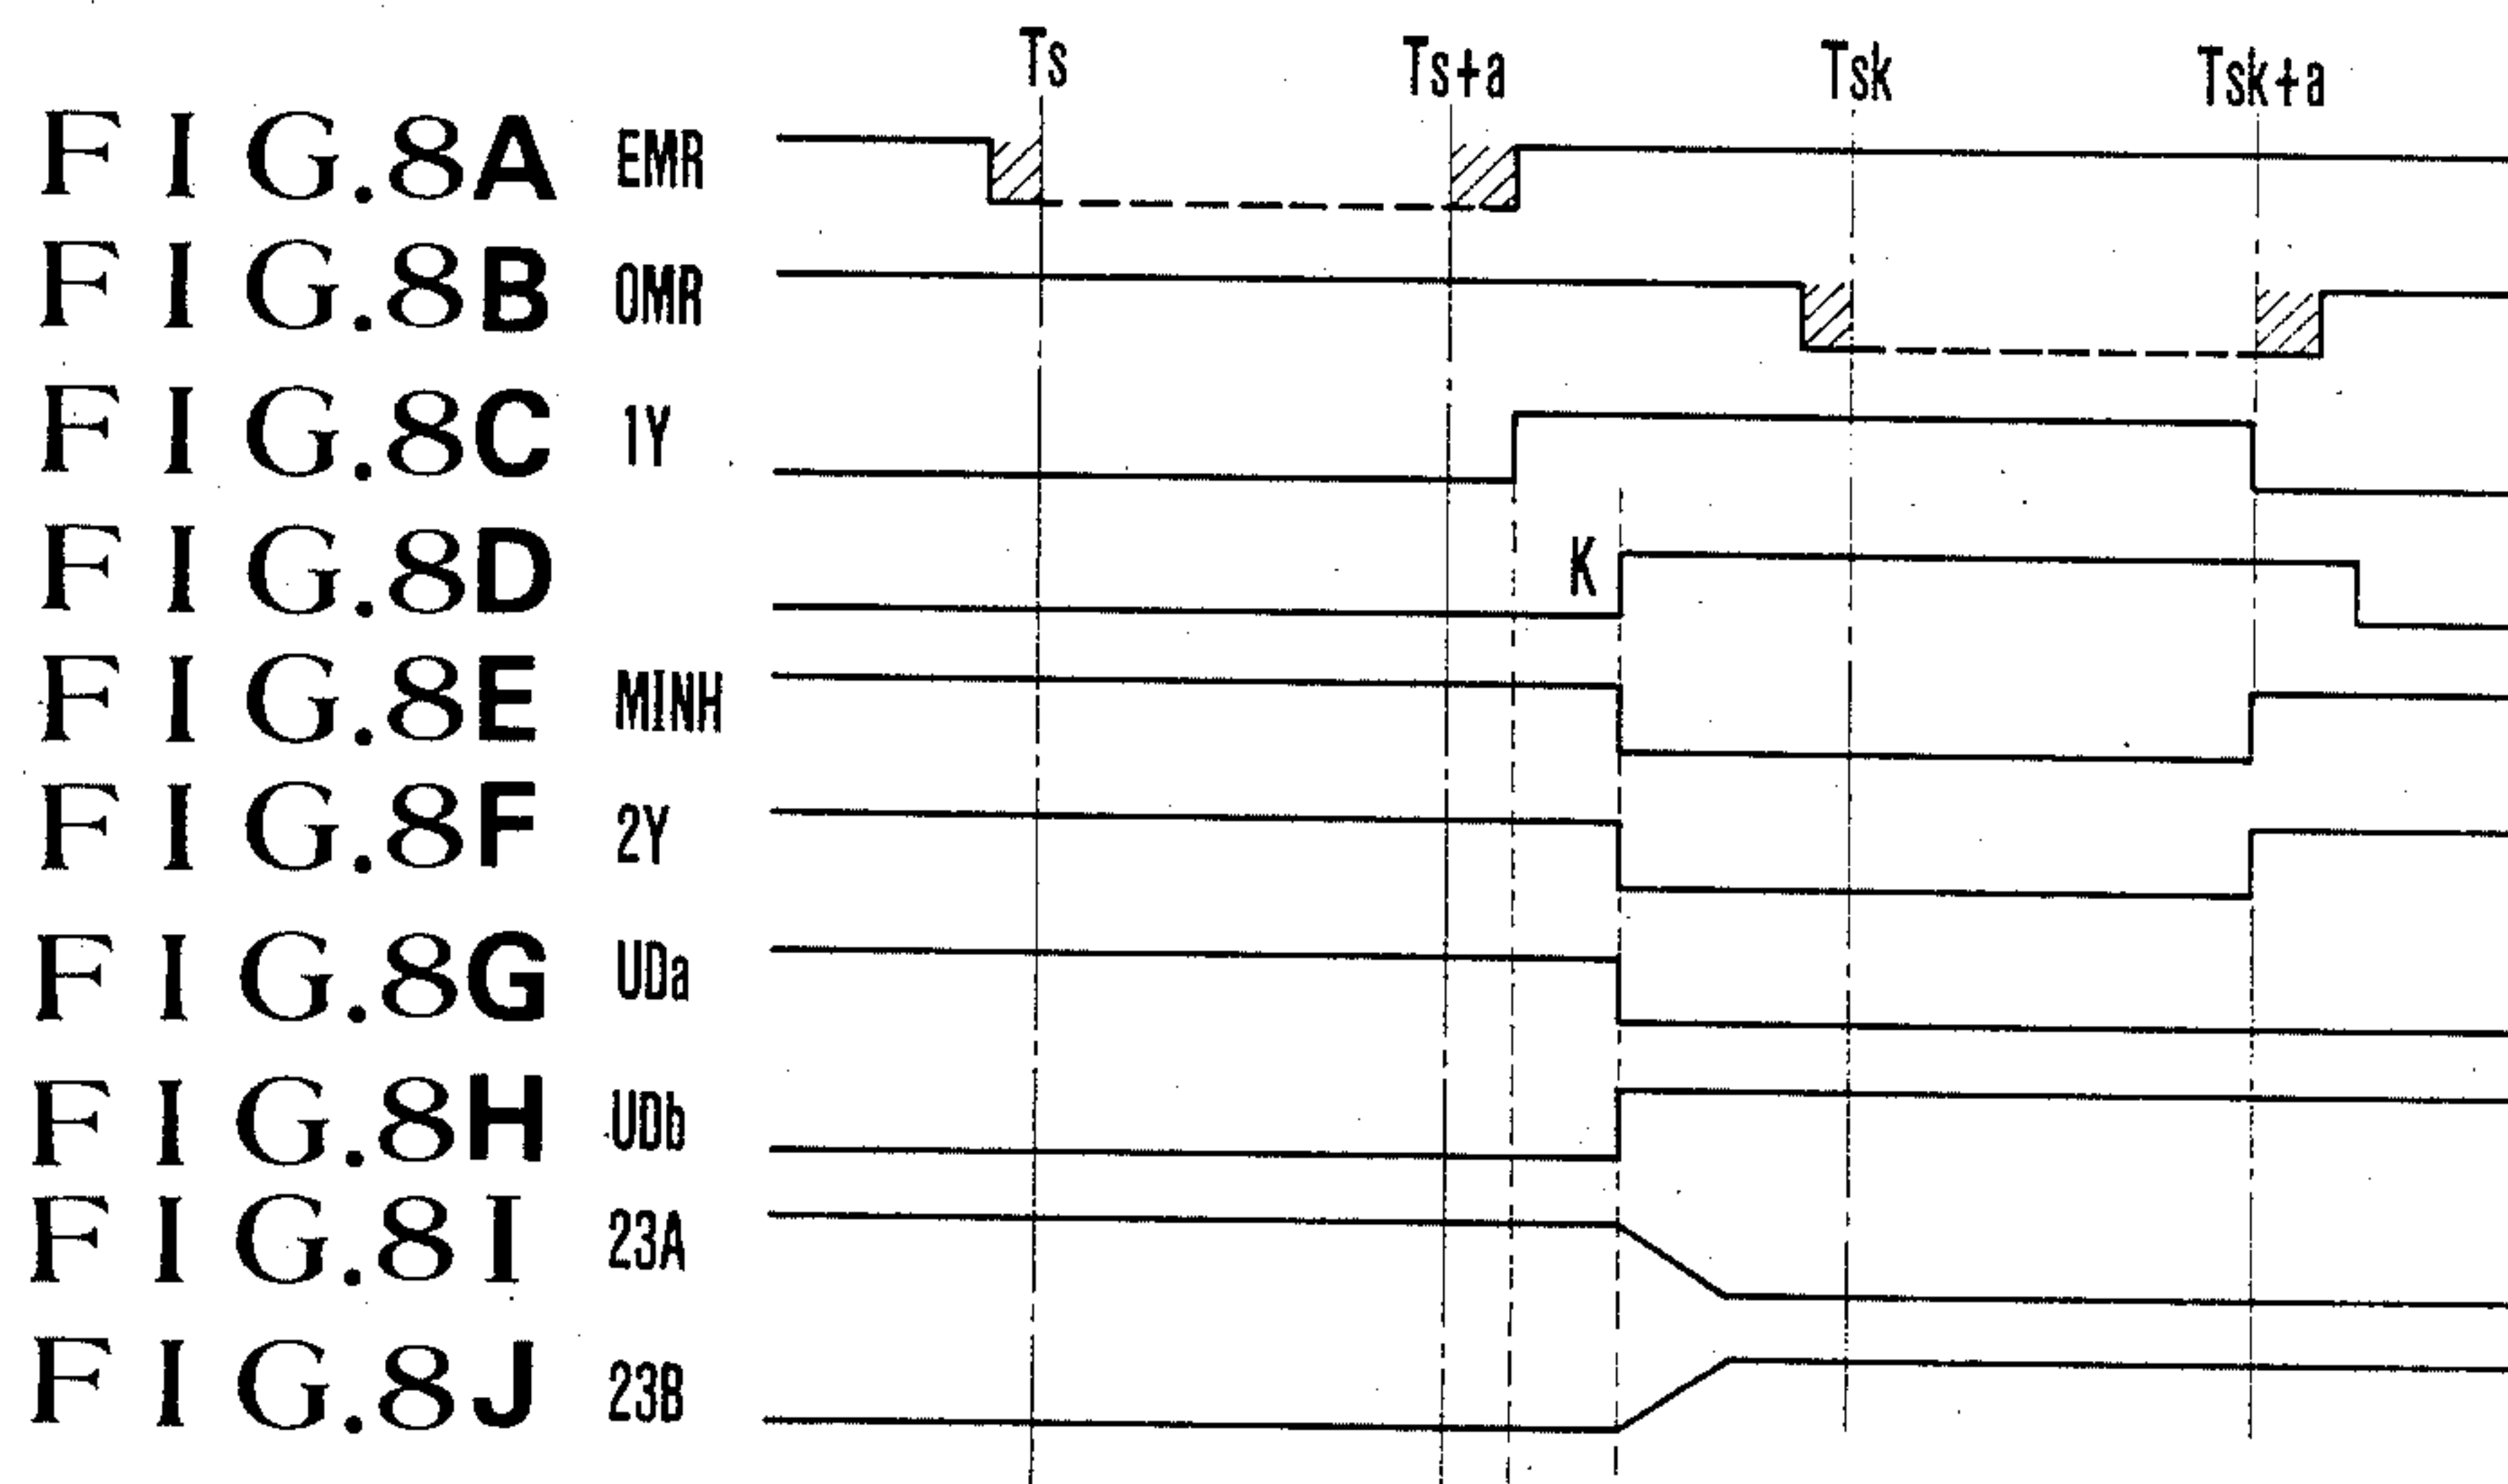 Ts Ts+a Tsk Tsk+a
FIG.8A EMR
FIG.8B OMR
FIG.8C 1Y
FIG.8D K
FIG.8E MINH
FIG.8F 2Y
FIG.8G UDa
FIG.8H UDb
FIG.8I 23A
FIG.8J 23B